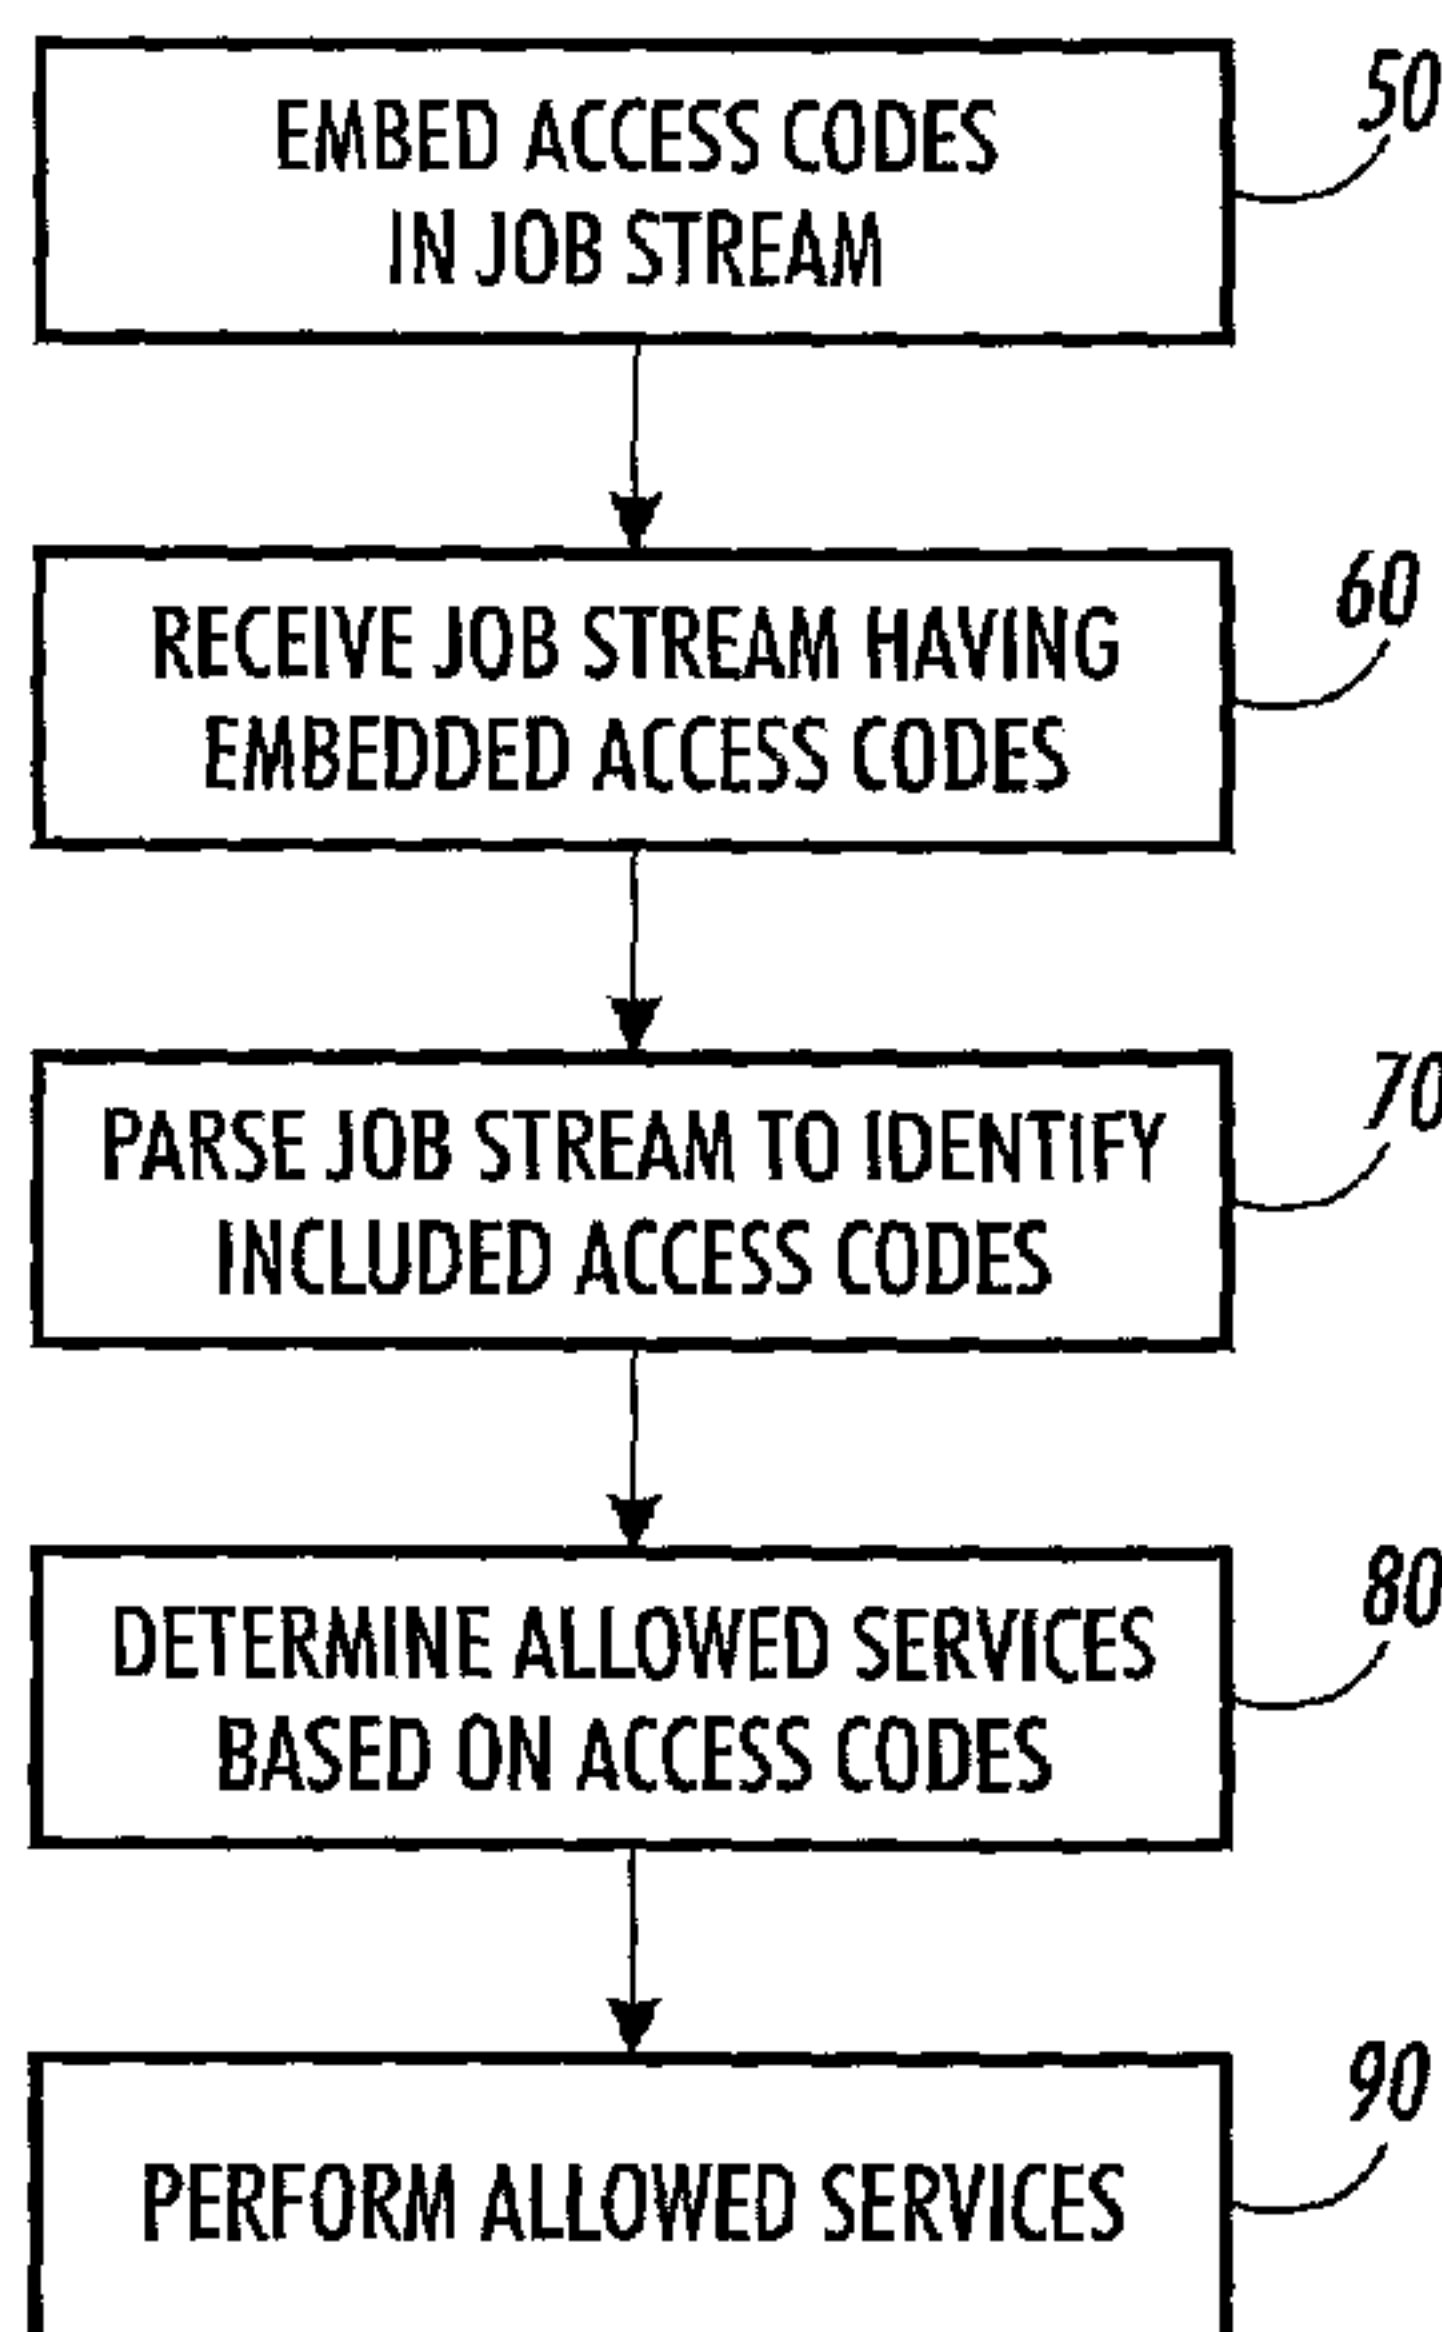 EMBED ACCESS CODES
IN JOB STREAM
50
RECEIVE JOB STREAM HAVING
EMBEDDED ACCESS CODES
60
PARSE JOB STREAM TO IDENTIFY
INCLUDED ACCESS CODES
70
DETERMINE ALLOWED SERVICES
BASED ON ACCESS CODES
80
PERFORM ALLOWED SERVICES
90